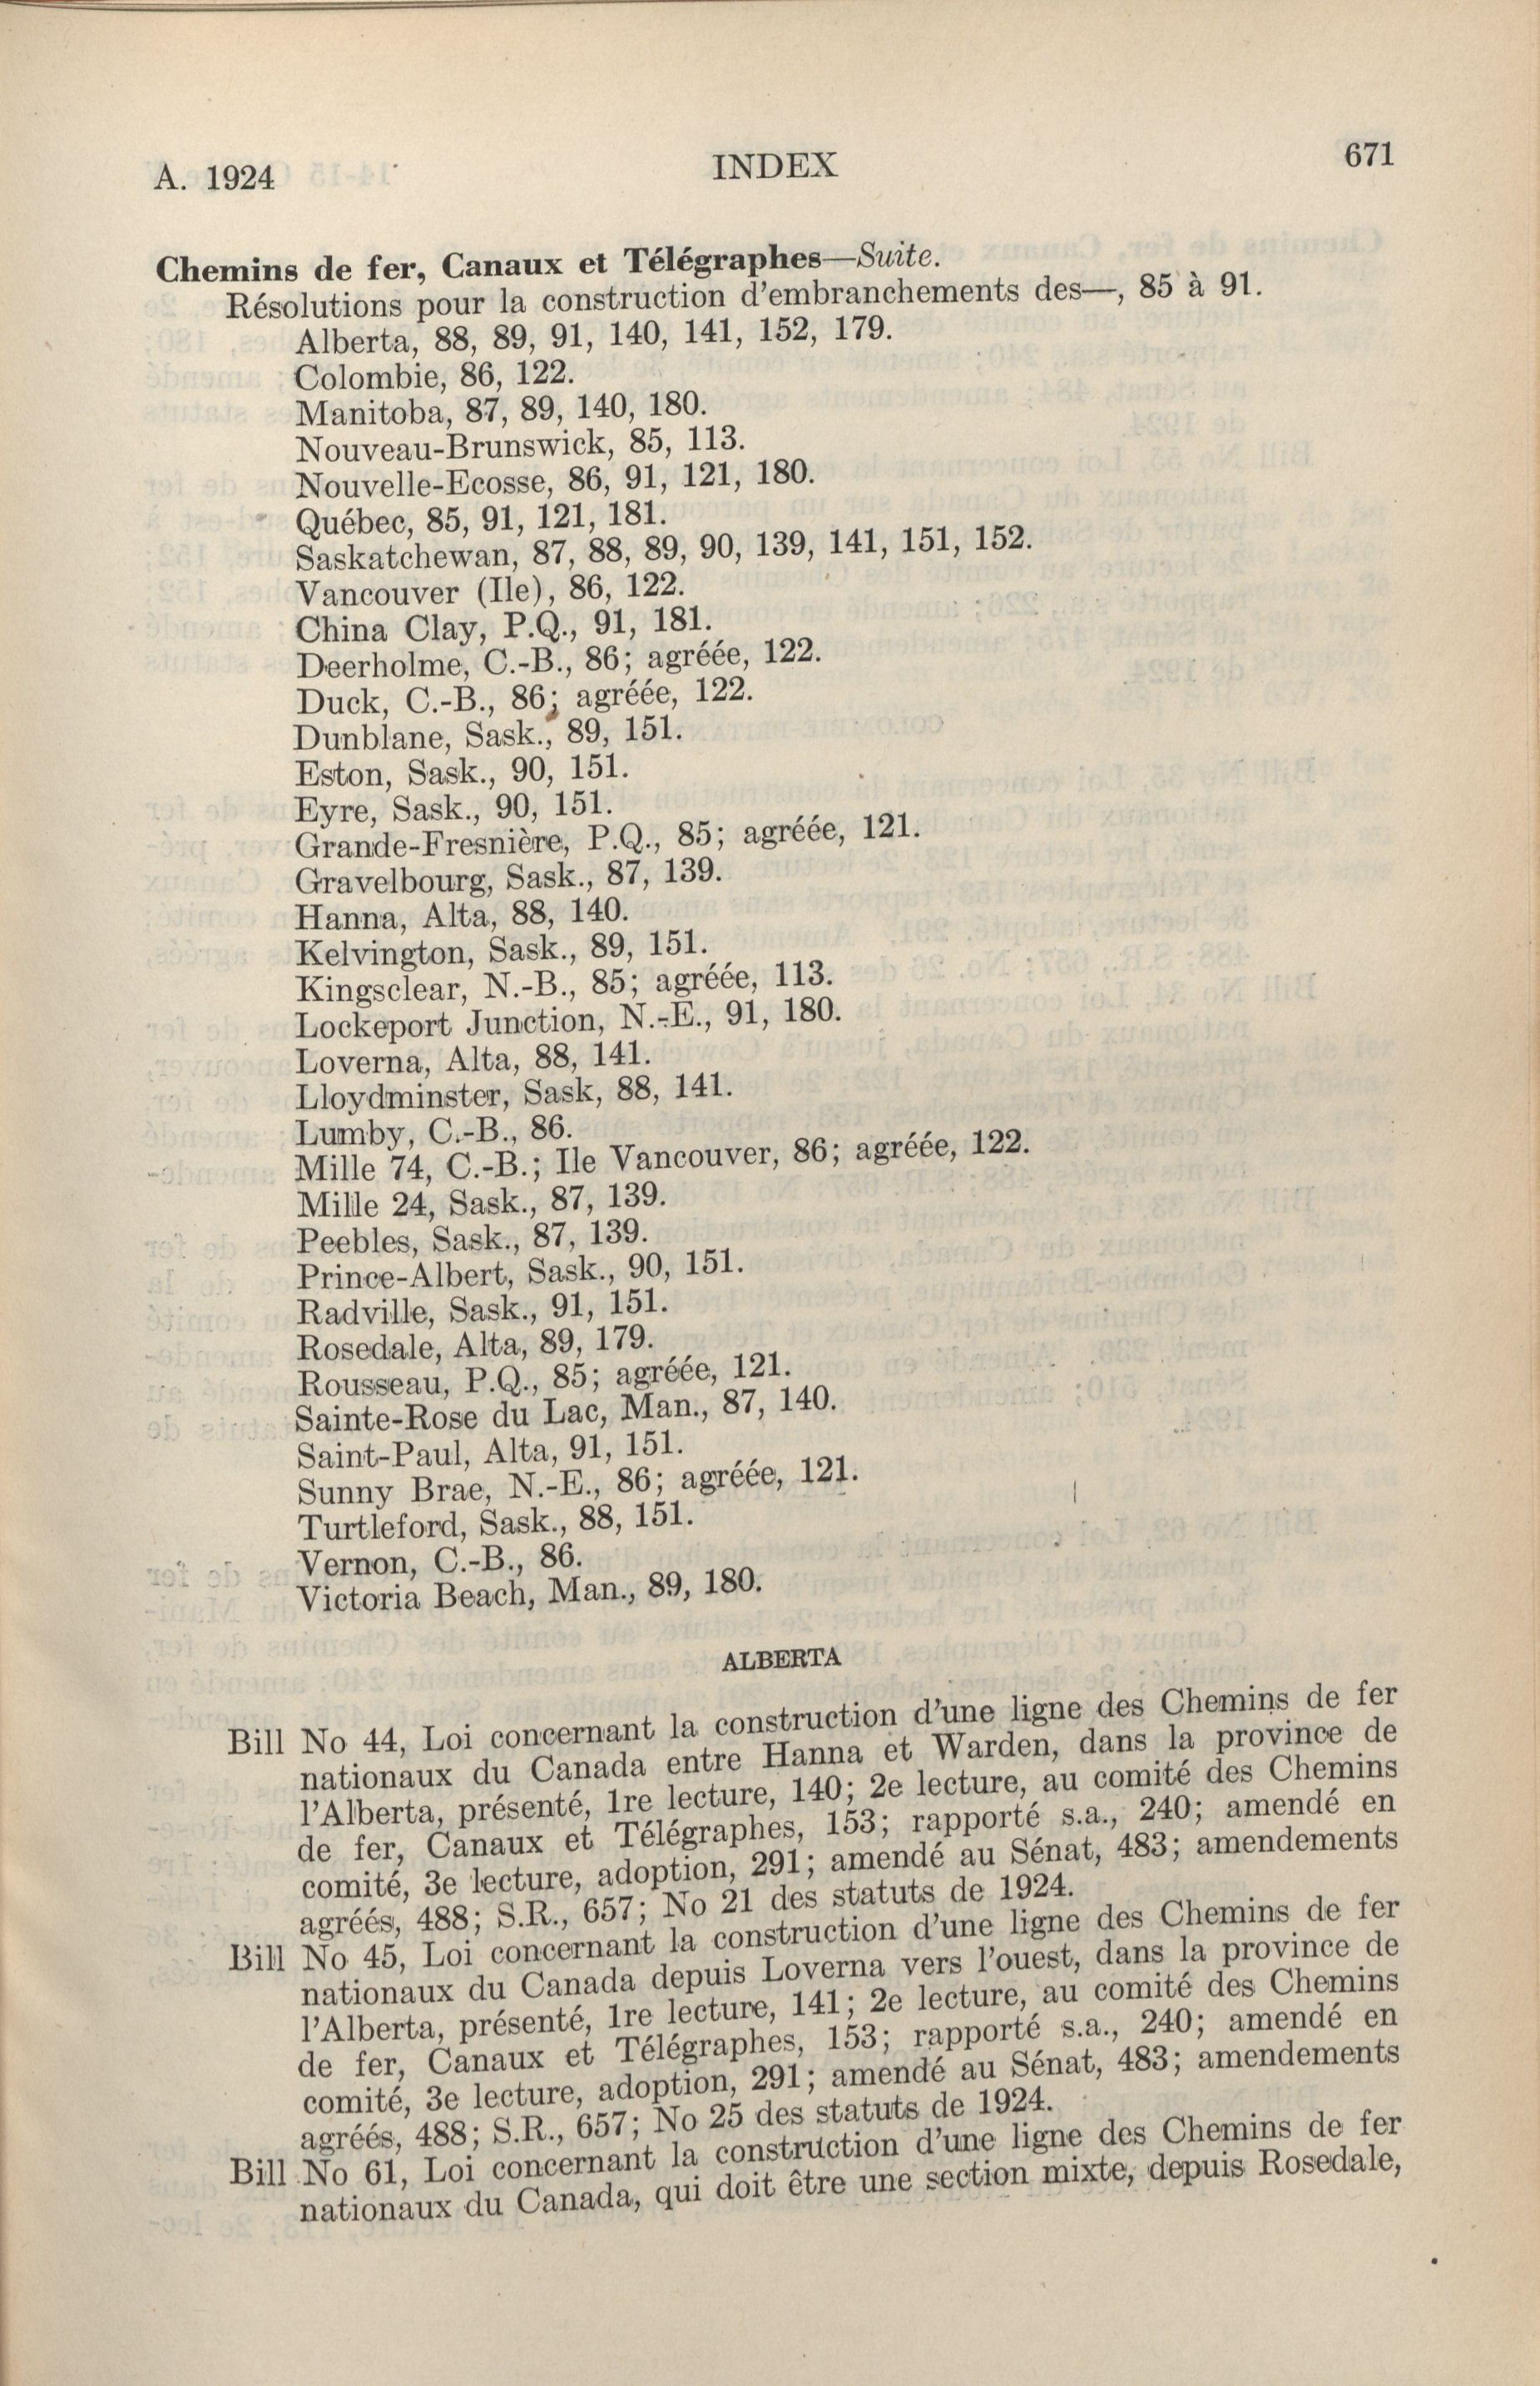 A. 1924 INDEX 671
Chemins de fer, Canaux et Télégraphes—Suite.
Résolutions pour la construction d'embranchements des—, 85 à 91.
Alberta, 88, 89, 91, 140, 141, 152, 179.
Colombie, 86, 122.
Manitoba, 87, 89, 140, 180.
Nouveau-Brunswick, 85, 113.
Nouvelle-Ecosse, 86, 91, 121, 180.
Québec, 85, 91, 121, 181.
Saskatchewan, 87, 88, 89, 90, 139, 141, 151, 152.
Vancouver (Ile), 86, 122.
China Clay, P.Q., 91, 181.
Deerholme, C.-B., 86; agréée, 122.
Duck, C.-B., 86; agréée, 122.
Dunblane, Sask., 89, 151.
Eston, Sask., 90, 151.
Eyre, Sask., 90, 151.
Grande-Fresnière, P.Q., 85; agréée, 121.
Gravelbourg, Sask., 87, 139.
Hanna, Alta, 88, 140.
Kelvington, Sask., 89, 151.
Kingsclear, N.-B., 85; agréée, 113.
Lockeport Junction, N.-E., 91, 180.
Loverna, Alta, 88, 141.
Lloydminster, Sask, 88, 141.
Lumby, C.-B., 86.
Mille 74, C.-B.; Ile Vancouver, 86; agréée, 122.
Mille 24, Sask., 87, 139.
Peebles, Sask., 87, 139.
Prince-Albert, Sask., 90, 151.
Radville, Sask., 91, 151.
Rosedale, Alta, 89, 179.
Rousseau, P.Q., 85; agréée, 121.
Sainte-Rose du Lac, Man., 87, 140.
Saint-Paul, Alta, 91, 151.
Sunny Brae, N.-E., 86; agréée, 121.
Turtleford, Sask., 88, 151.
Vernon, C.-B., 86.
Victoria Beach, Man., 89, 180.
ALBERTA
Bill No 44, Loi concernant la construction d'une ligne des Chemins de fer
nationaux du Canada entre Hanna et Warden, dans la province de
l'Alberta, présenté, 1re lecture, 140; 2e lecture, au comité des Chemins
de fer, Canaux et Télégraphes, 153; rapporté s.a., 240; amendé en
comité, 3e lecture, adoption, 291; amendé au Sénat, 483; amendements
agréés, 488; S.R., 657; No 21 des statuts de 1924.
Bill No 45, Loi concernant la construction d'une ligne des Chemins de fer
nationaux du Canada depuis Loverna vers l'ouest, dans la province de
l'Alberta, présenté, 1re lecture, 141; 2e lecture, au comité des Chemins
de fer, Canaux et Télégraphes, 153; rapporté s.a., 240; amendé en
comité, 3e lecture, adoption, 291; amendé au Sénat, 483; amendements
agréés, 488; S.R., 657; No 25 des statuts de 1924.
Bill No 61, Loi concernant la construction d'une ligne des Chemins de fer
nationaux du Canada, qui doit être une section mixte, depuis Rosedale,